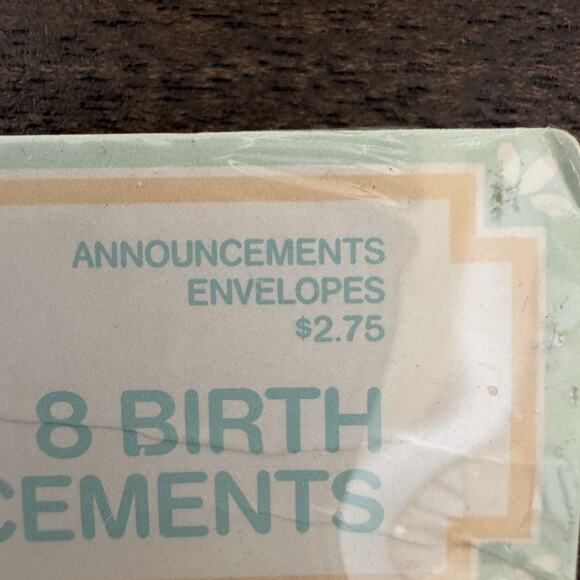 ANNOUNCEMENTS
ENVELOPES
$2.75
8 BIRTH
CEMENTS